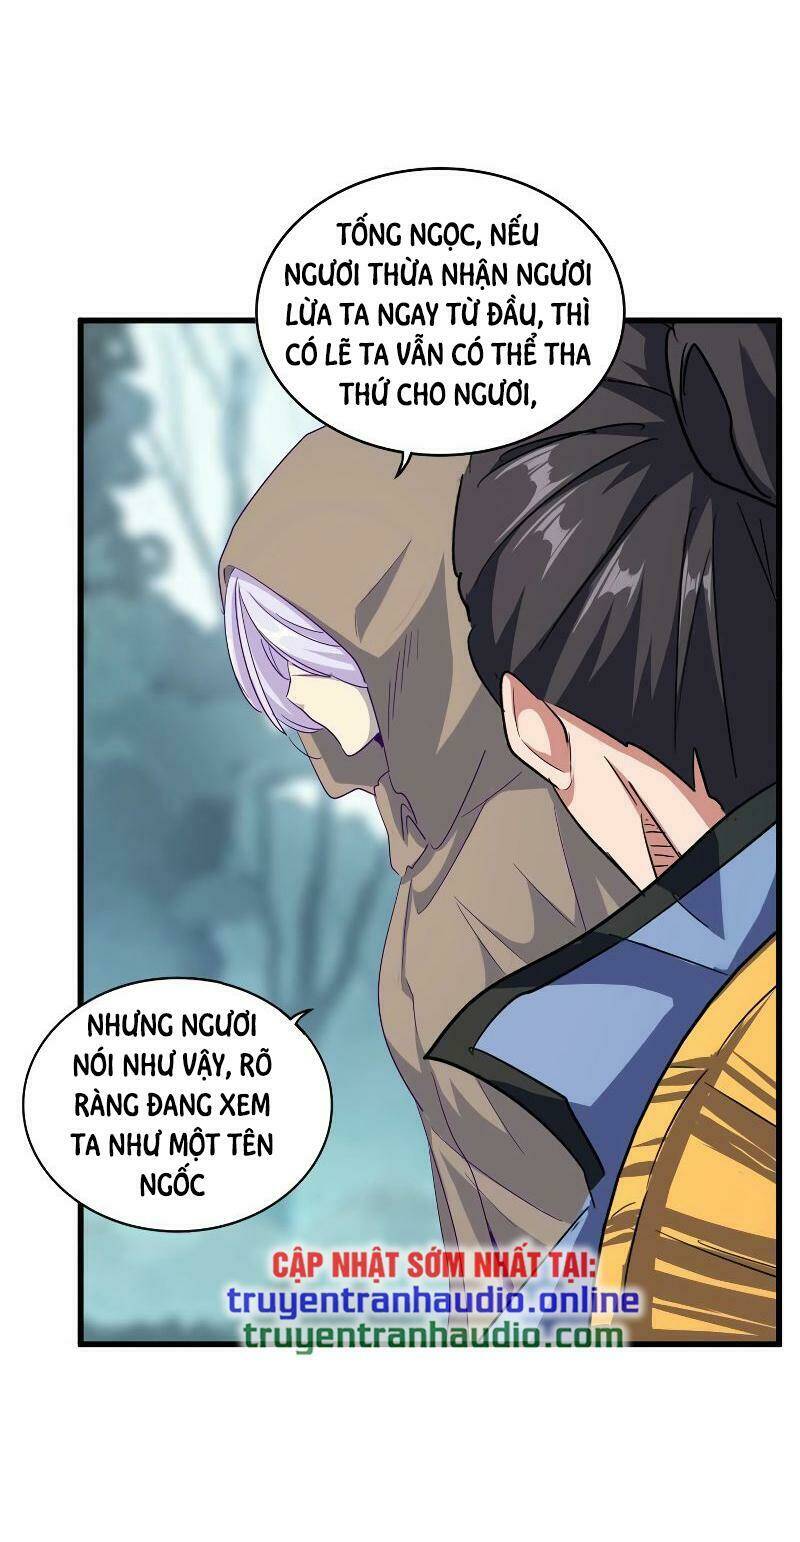 TỐNG NGỌC, NẾU
NGƯƠI THỪA NHẬN NGƯƠI
LỪA TA NGAY TỪ ĐẦU, THÌ
CÓ LẼ TA VẪN CÓ THỂ THA
THỨ CHO NGƯƠI,
NHƯNG NGƯƠI
NÓI NHƯ VẬY, RÕ
RÀNG ĐANG XEM
TA NHƯ MỘT TÊN
NGỐC
CẬP NHẬT SỚM NHẤT TẠI:
truyentranhaudio.online
truyentranhaudio.com